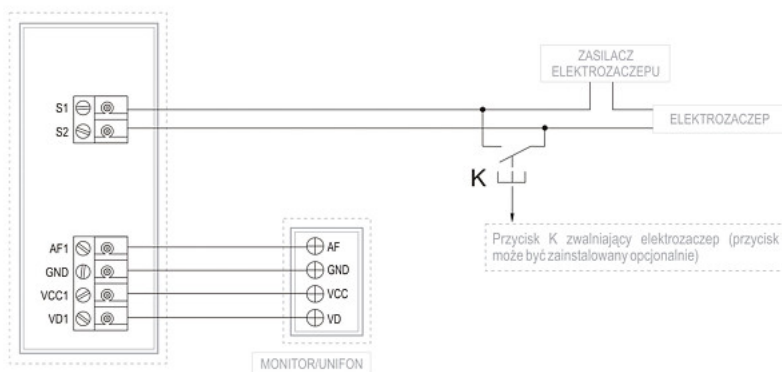 ZASILACZ
ELEKTROZACZEPU
S1
S2
ELEKTROZACZEP
K
Przycisk K zwalniający elektrozaczep (przycisk
może być zainstalowany opcjonalnie)
AF1
AF
GND
GND
VCC1
VCC
VD1
VD
MONITOR/UNIFON